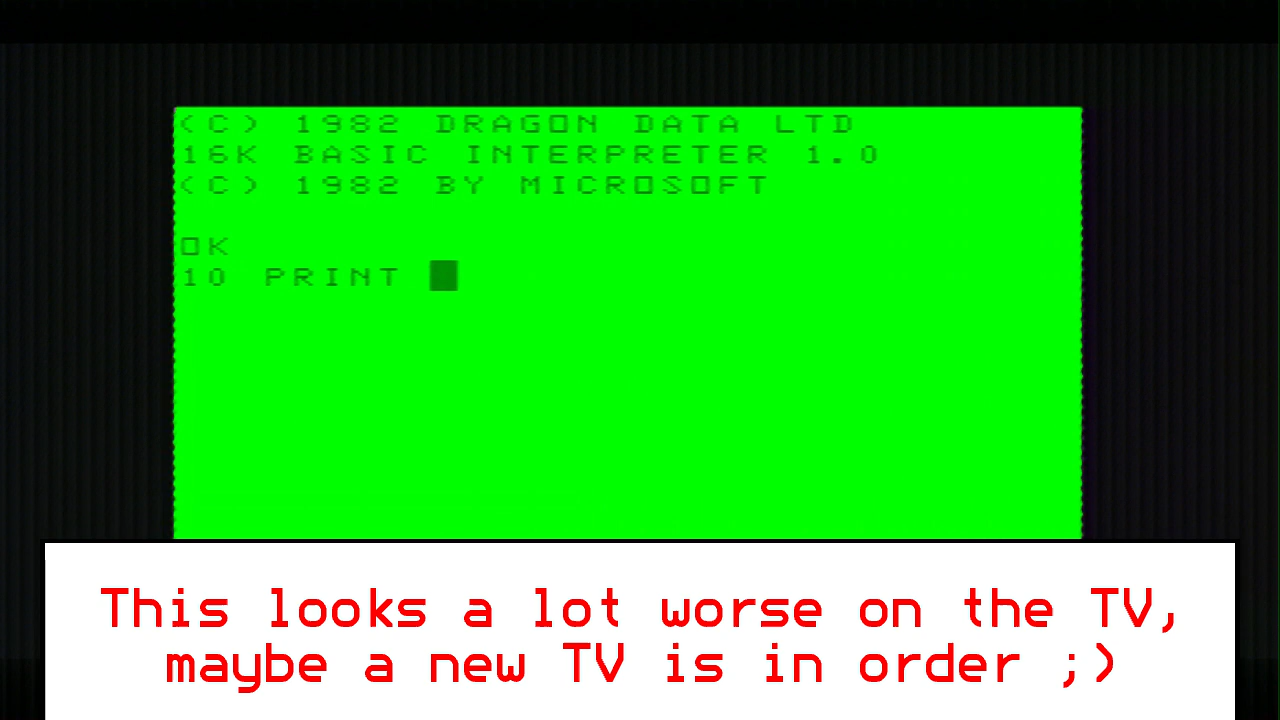 (C) 1982 DRAGON DATA LTD
16K BASIC INTERPRETER 1.0
(C) 1982 BY MICROSOFT
OK
10 PRINT
This looks a lot worse on the TV,
maybe a new TV is in order ;)